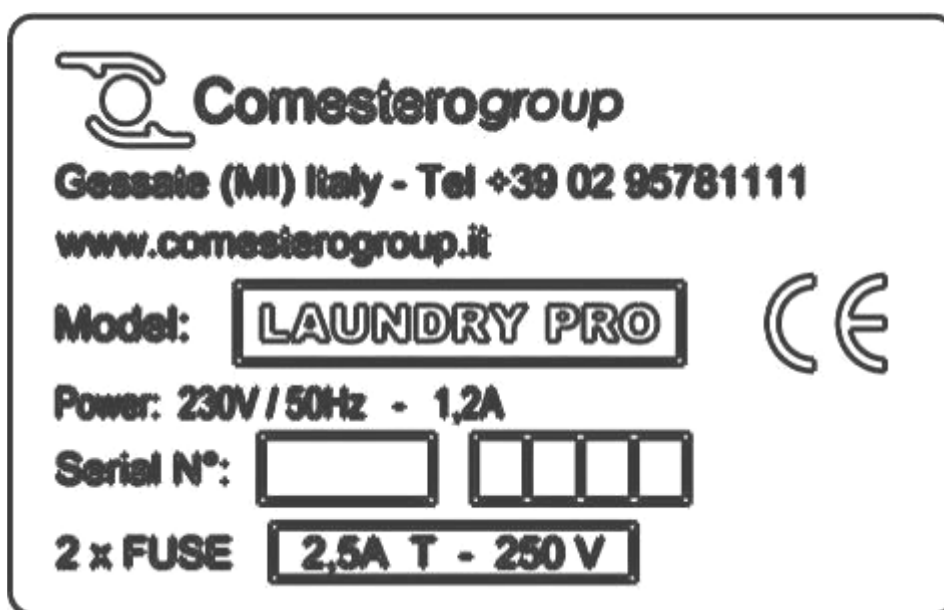 Comesterogroup
Gessate (MI) Italy - Tel +39 02 95781111
www.comesterogroup.it
Model: LAUNDRY PRO CE
Power: 230V / 50Hz - 1,2A
Serial N°:
2 x FUSE 2,5A T - 250 V